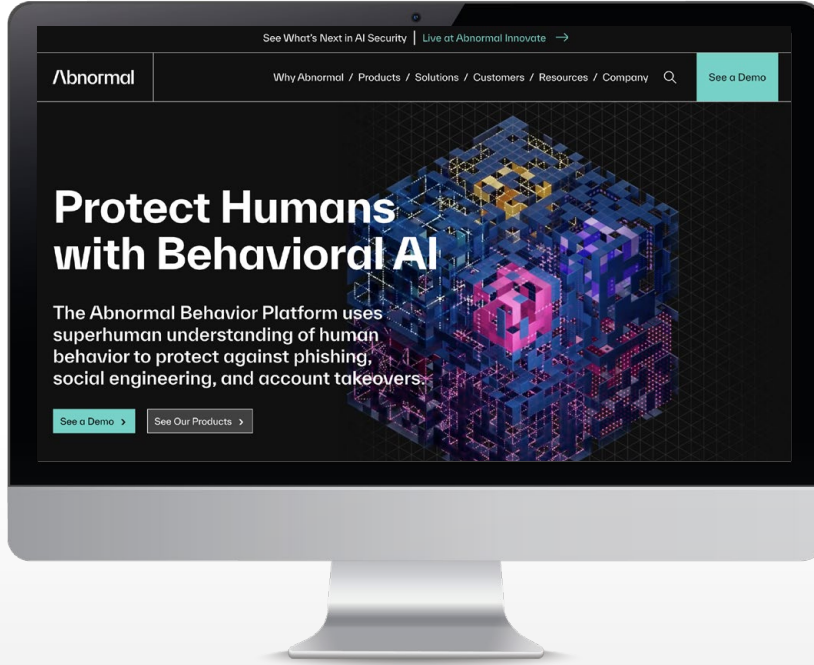 See What's Next in AI Security | Live at Abnormal Innovate →
Abnormal
Why Abnormal / Products / Solutions / Customers / Resources / Company
See a Demo
Protect Humans
with Behavioral AI
The Abnormal Behavior Platform uses
superhuman understanding of human
behavior to protect against phishing,
social engineering, and account takeovers.
See a Demo >
See Our Products >